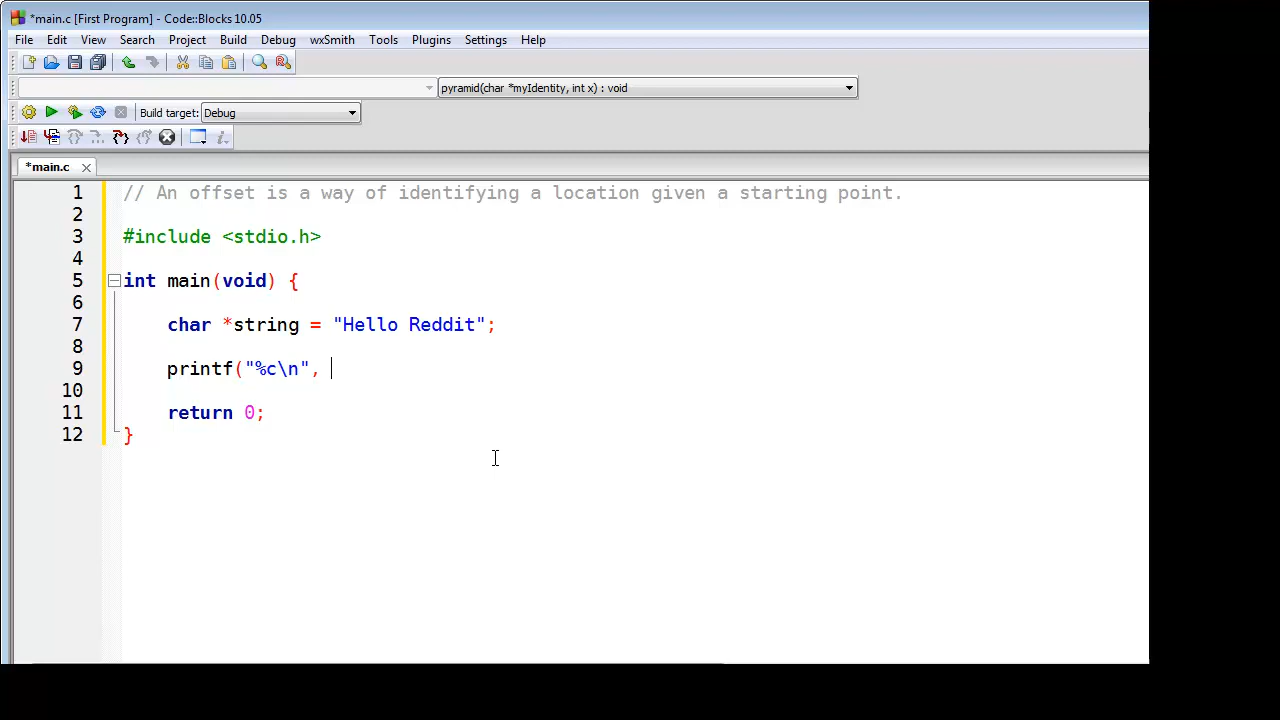 *main.c [First Program] - Code::Blocks 10.05
File Edit View Search Project Build Debug wxSmith Tools Plugins Settings Help
pyramid(char *myIdentity, int x) : void
Build target: Debug
*main.c
1 // An offset is a way of identifying a location given a starting point.
2
3 #include <stdio.h>
4
5 int main(void) {
6
7 char *string = "Hello Reddit";
8
9 printf("%c\n",
10
11 return 0;
12 }